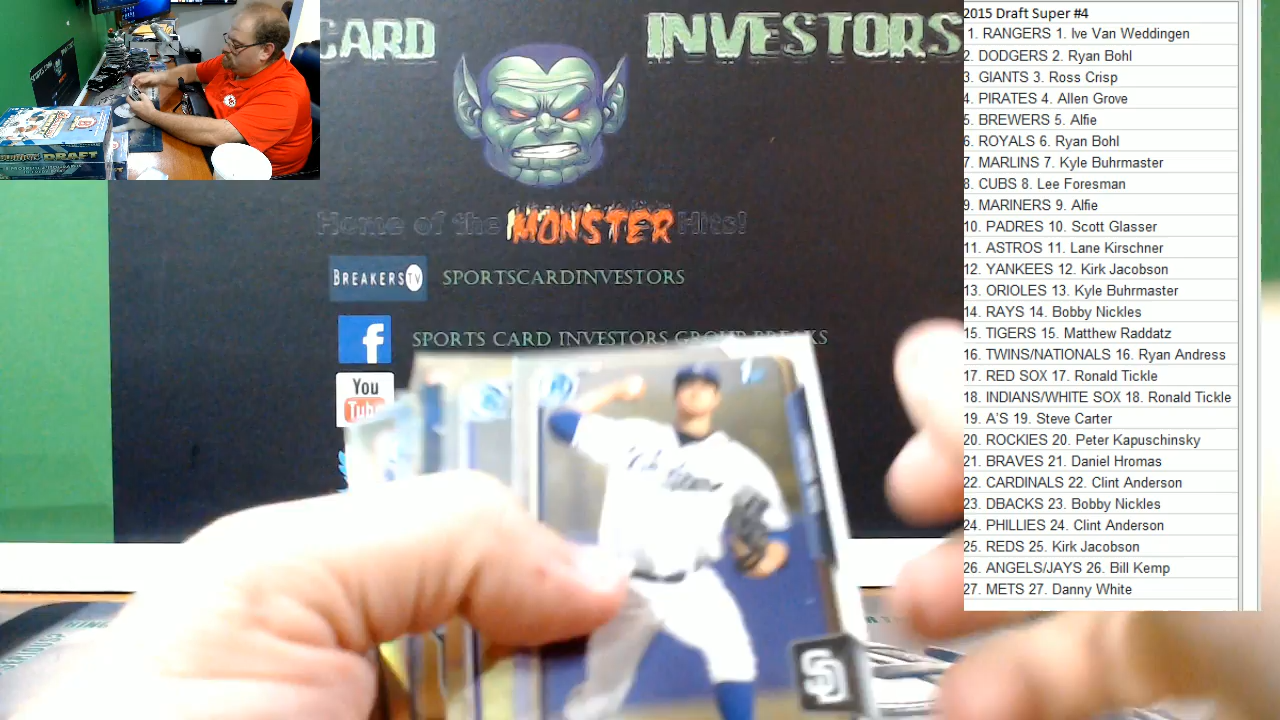 CARD INVESTORS
Home of the MONSTER Hits!
BREAKERSTV SPORTSCARDINVESTORS
f SPORTS CARD INVESTORS GROUP BREAKS
You
Tube
DRAFT
SD
2015 Draft Super #4
1. RANGERS 1. Ive Van Weddingen
2. DODGERS 2. Ryan Bohl
3. GIANTS 3. Ross Crisp
4. PIRATES 4. Allen Grove
5. BREWERS 5. Alfie
6. ROYALS 6. Ryan Bohl
7. MARLINS 7. Kyle Buhrmaster
8. CUBS 8. Lee Foresman
9. MARINERS 9. Alfie
10. PADRES 10. Scott Glasser
11. ASTROS 11. Lane Kirschner
12. YANKEES 12. Kirk Jacobson
13. ORIOLES 13. Kyle Buhrmaster
14. RAYS 14. Bobby Nickles
15. TIGERS 15. Matthew Raddatz
16. TWINS/NATIONALS 16. Ryan Andress
17. RED SOX 17. Ronald Tickle
18. INDIANS/WHITE SOX 18. Ronald Tickle
19. A'S 19. Steve Carter
20. ROCKIES 20. Peter Kapuschinsky
21. BRAVES 21. Daniel Hromas
22. CARDINALS 22. Clint Anderson
23. DBACKS 23. Bobby Nickles
24. PHILLIES 24. Clint Anderson
25. REDS 25. Kirk Jacobson
26. ANGELS/JAYS 26. Bill Kemp
27. METS 27. Danny White